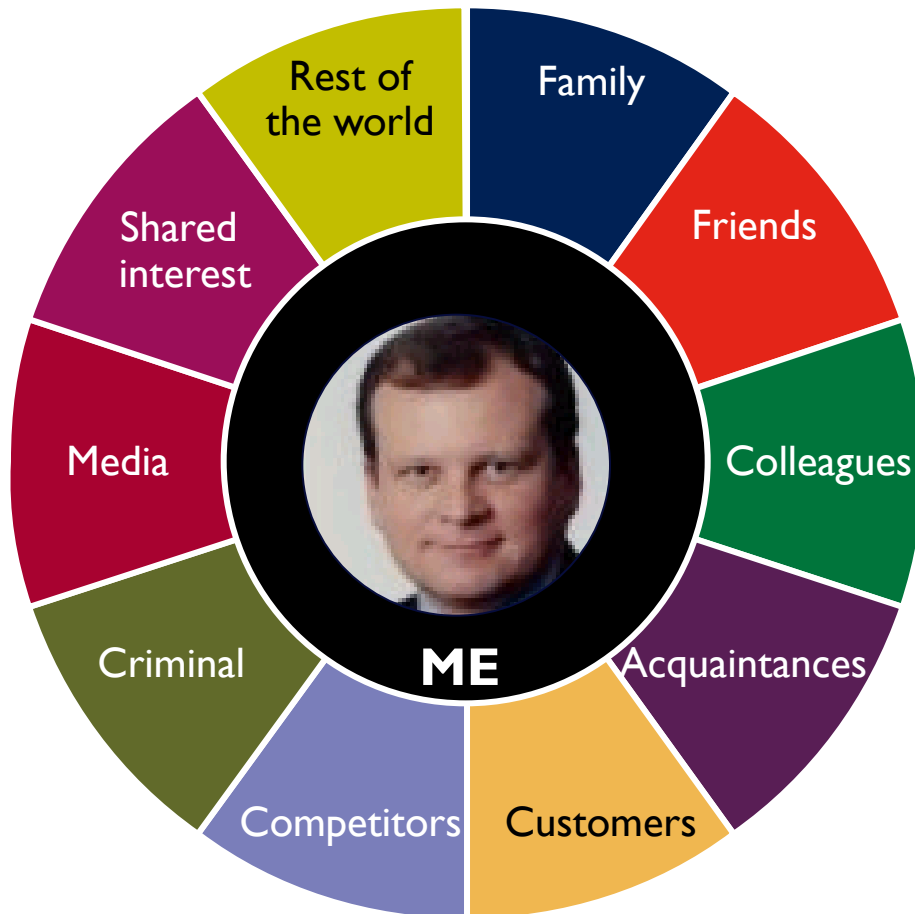 Rest of
the world
Family
Friends
Colleagues
Acquaintances
Customers
Competitors
Criminal
Media
Shared
interest
ME